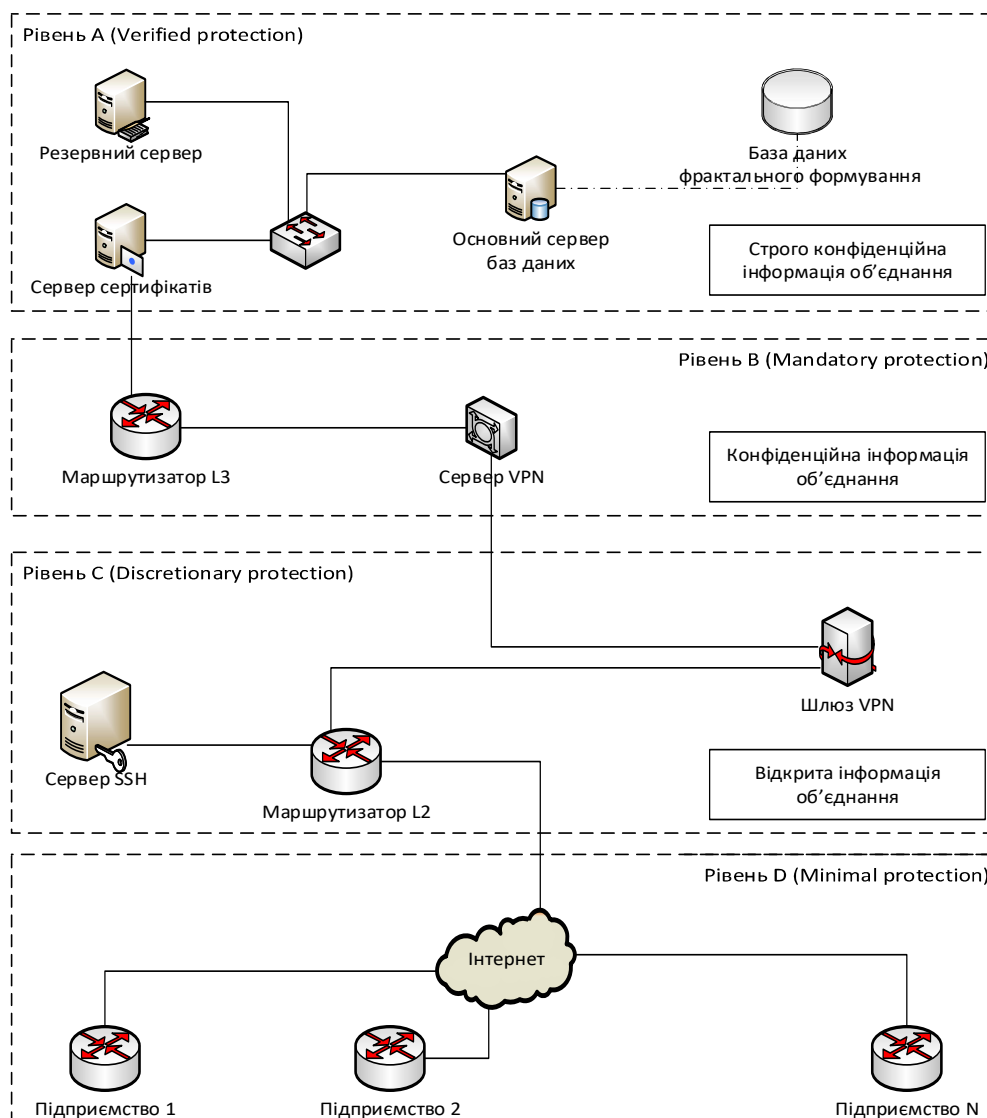 Рівень A (Verified protection)
Резервний сервер
База даних
фрактального формування
Сервер сертифікатів
Основний сервер
баз даних
Строго конфіденційна
інформація об’єднання
Рівень B (Mandatory protection)
Маршрутизатор L3
Сервер VPN
Конфіденційна інформація
об’єднання
Рівень C (Discretionary protection)
Шлюз VPN
Сервер SSH
Маршрутизатор L2
Відкрита інформація
об’єднання
Рівень D (Minimal protection)
Інтернет
Підприємство 1
Підприємство 2
Підприємство N